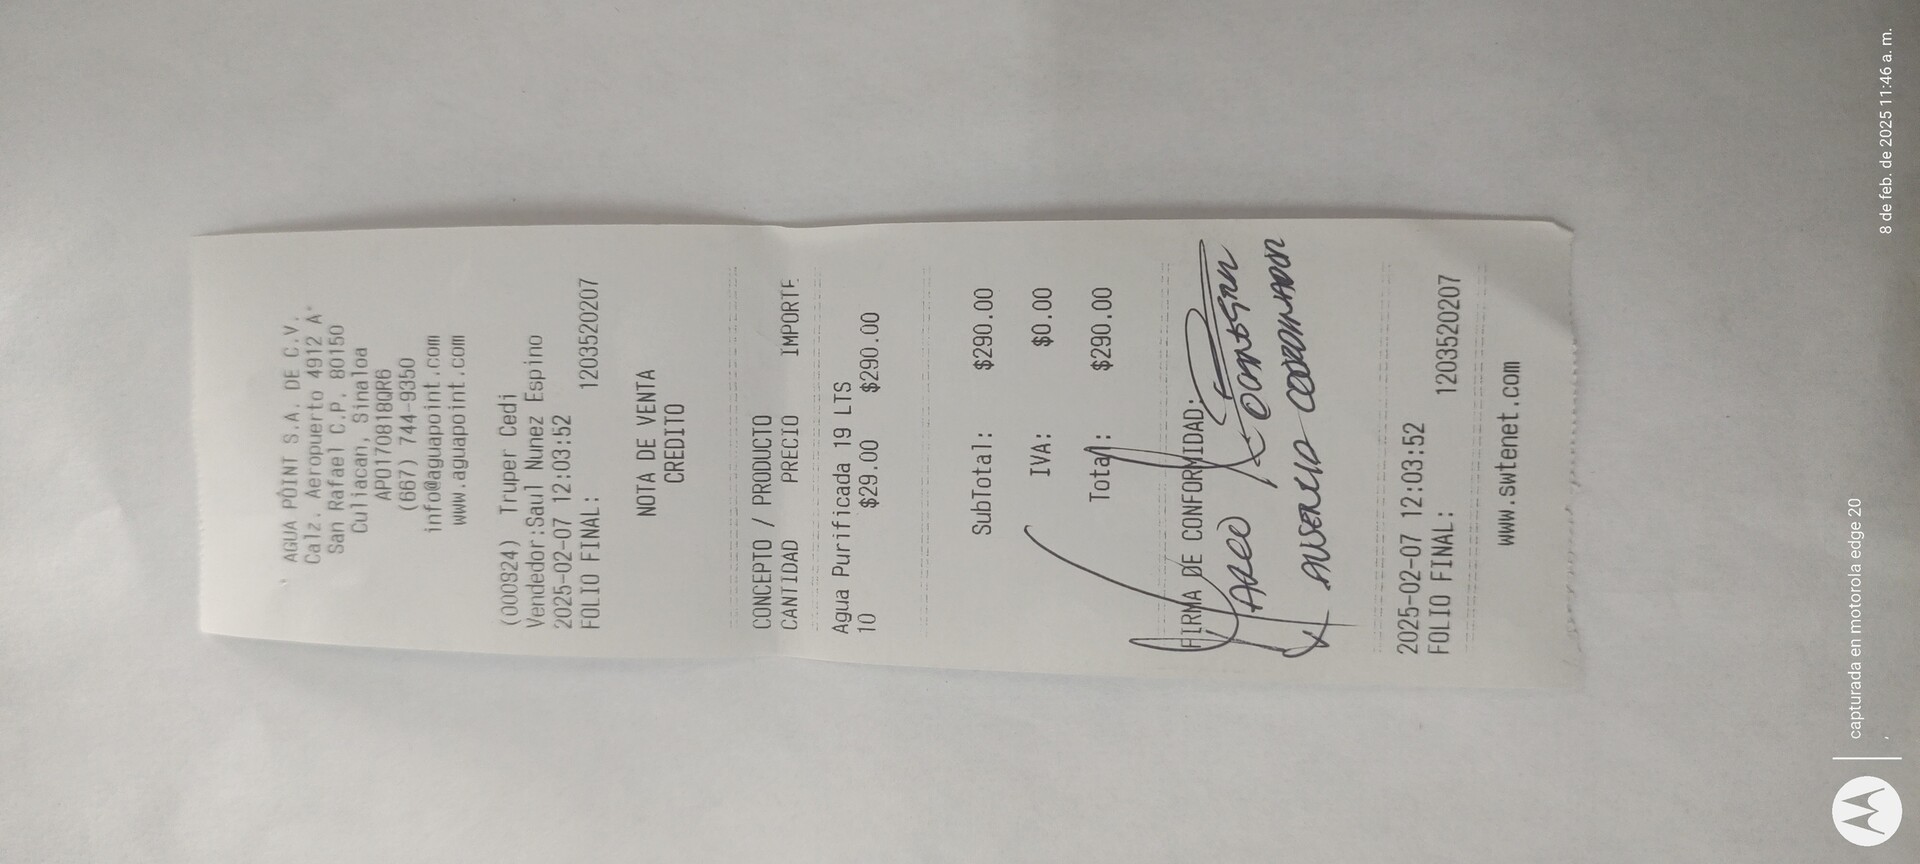 AGUA POINT S.A. DE C.V.
Calz. Aeropuerto 4912 A
San Rafael C.P. 80150
Culiacan, Sinaloa
APO170818QR6
(667) 744-9350
info@aguapoint.com
www.aguapoint.com
(000924) Truper Cedi
Vendedor:Saul Nunez Espino
2025-02-07 12:03:52
FOLIO FINAL: 1203520207
NOTA DE VENTA
CREDITO
CONCEPTO / PRODUCTO
CANTIDAD PRECIO IMPORTE
Agua Purificada 19 LTS
10 $29.00 $290.00
SubTotal: $290.00
IVA: $0.00
Total: $290.00
FIRMA DE CONFORMIDAD:
MARCO
AUSENCIA COORDINADOR
2025-02-07 12:03:52
FOLIO FINAL: 1203520207
www.swtenet.com
capturada en motorola edge 20
8 de feb. de 2025 11:46 a. m.